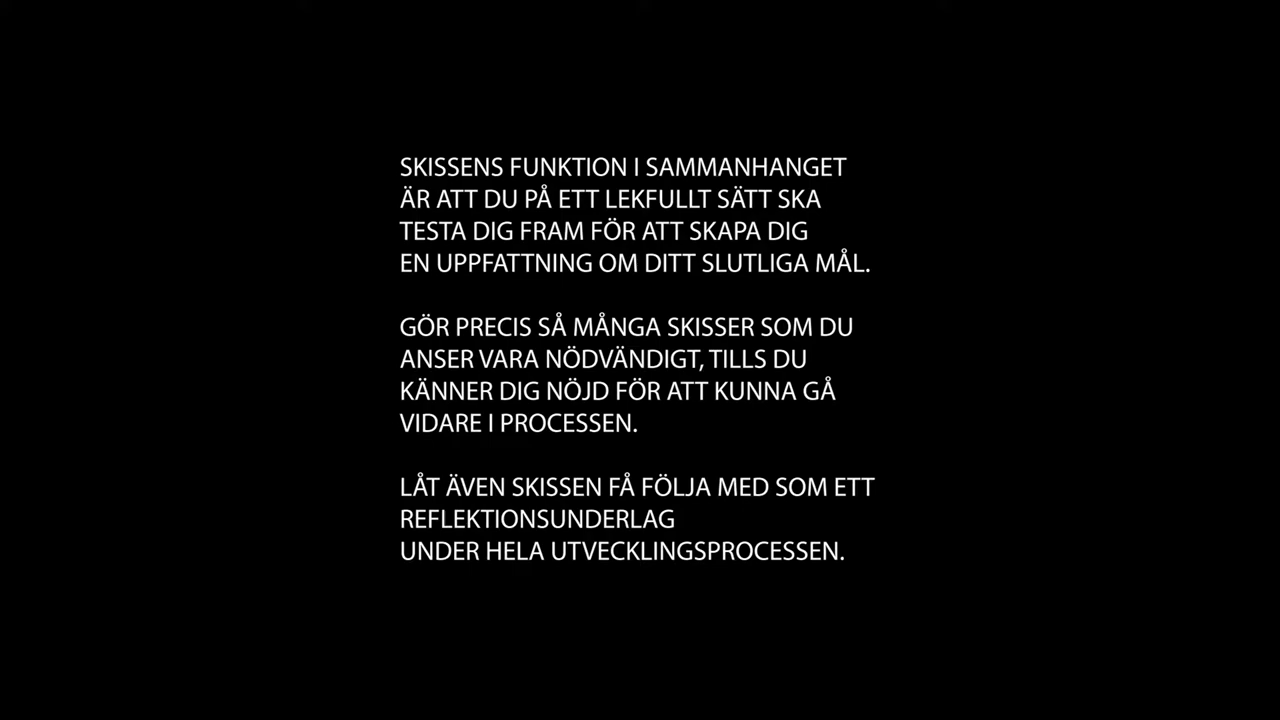 SKISSENS FUNKTION I SAMMANHANGET
ÄR ATT DU PÅ ETT LEKFULLT SÄTT SKA
TESTA DIG FRAM FÖR ATT SKAPA DIG
EN UPPFATTNING OM DITT SLUTLIGA MÅL.
GÖR PRECIS SÅ MÅNGA SKISSER SOM DU
ANSER VARA NÖDVÄNDIGT, TILLS DU
KÄNNER DIG NÖJD FÖR ATT KUNNA GÅ
VIDARE I PROCESSEN.
LÅT ÄVEN SKISSEN FÅ FÖLJA MED SOM ETT
REFLEKTIONSUNDERLAG
UNDER HELA UTVECKLINGSPROCESSEN.